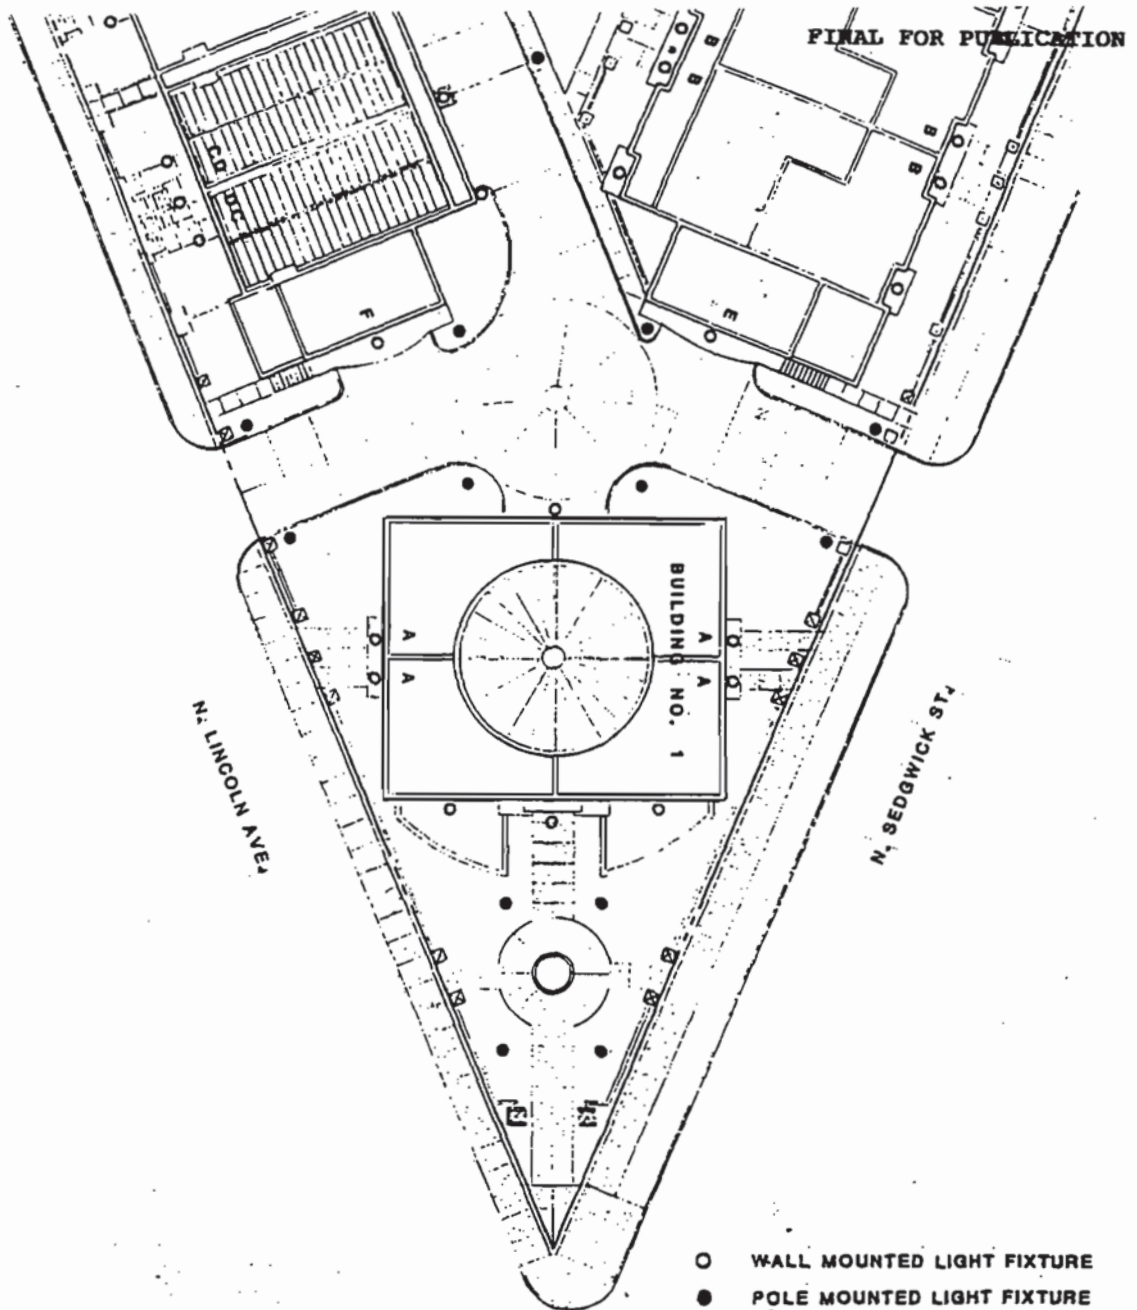 FINAL FOR PUBLICATION
B
B
B
B
C
D
C
F
E
BUILDING NO. 1
A
A
A
A
N. LINCOLN AVE.
N. SEDGWICK ST.
WALL MOUNTED LIGHT FIXTURE
POLE MOUNTED LIGHT FIXTURE